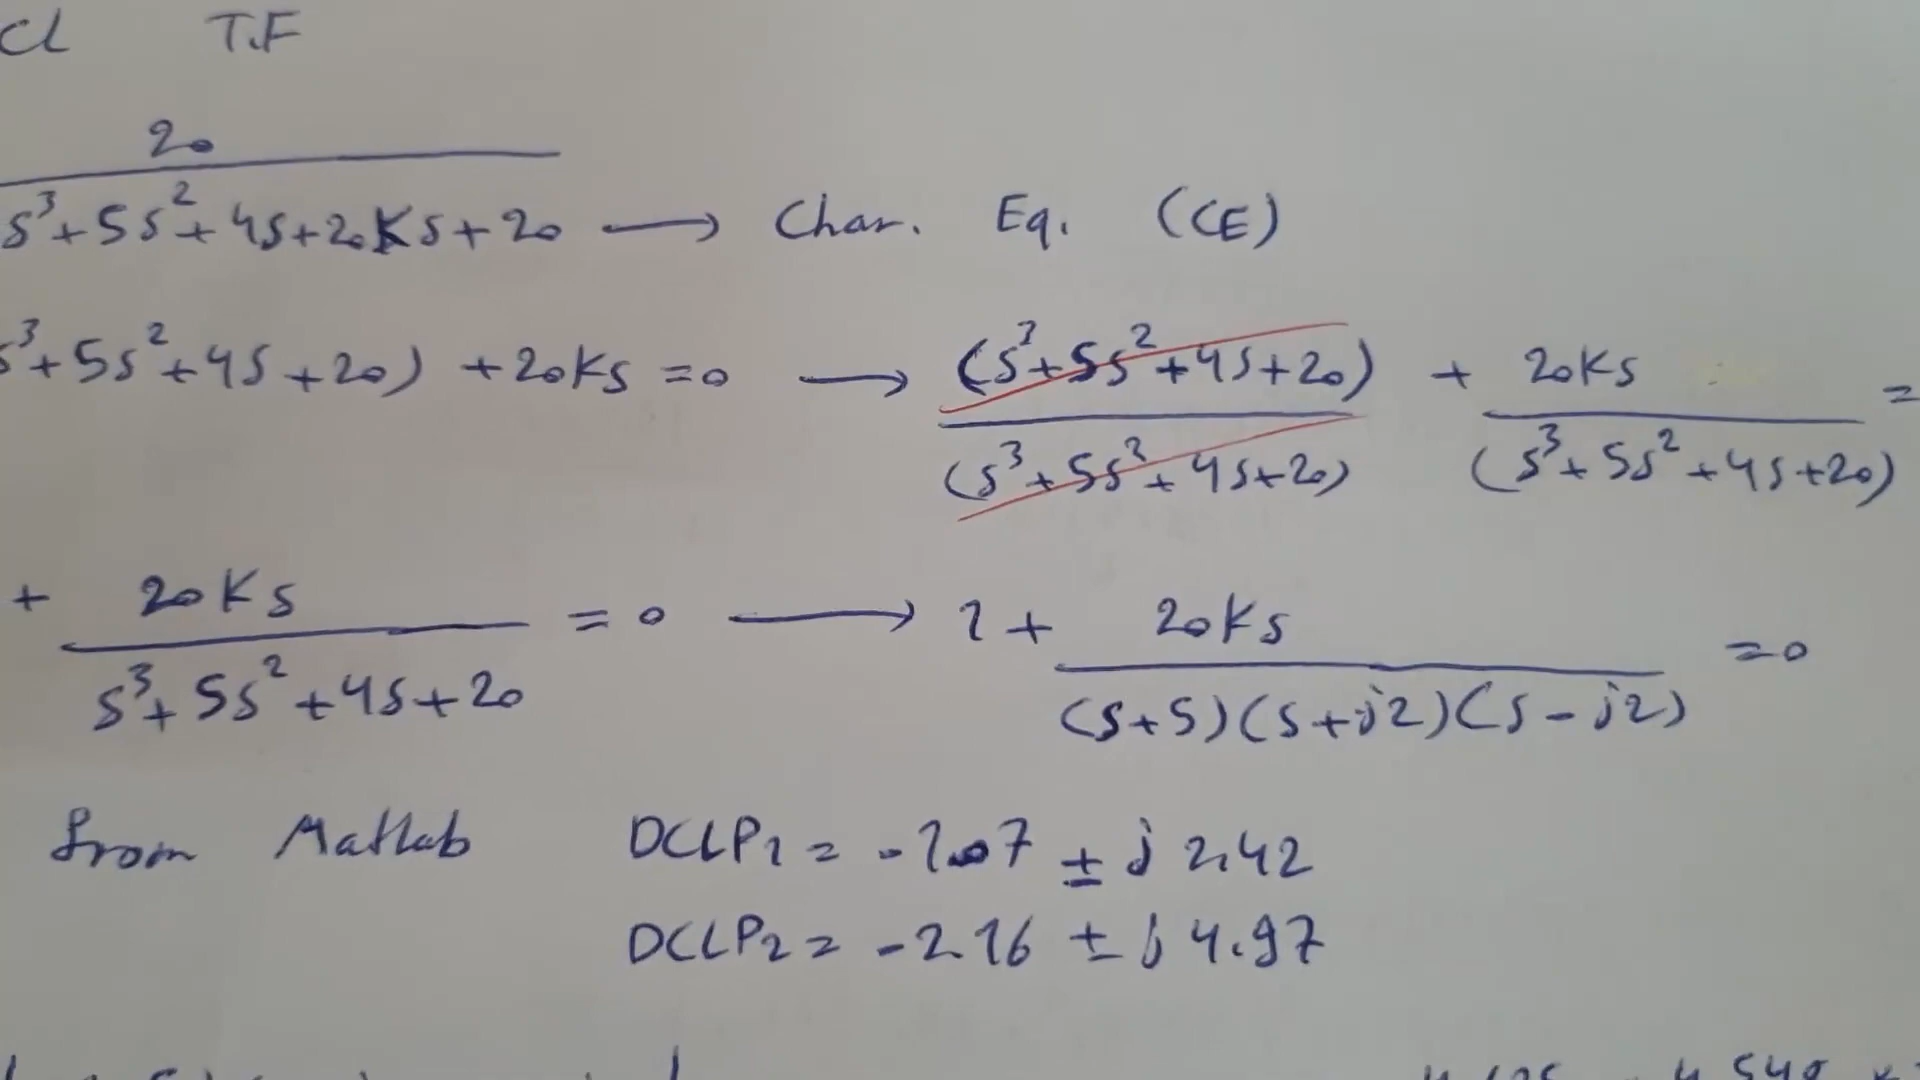 CL T.F
20
s³+5s²+4s+20Ks+20 → Char. Eq. (CE)
s³+5s²+4s+20) +20Ks =0 → (s³+5s²+4s+20) + 20Ks =
(s³+5s²+4s+20) (s³+5s²+4s+20)
+ 20Ks = 0 → 1+ 20Ks =0
s³+5s²+4s+20 (s+5)(s+j2)(s-j2)
from Matlab DCLP1 = -1.07 ± j 2.42
DCLP2 = -2.16 ± j 4.97